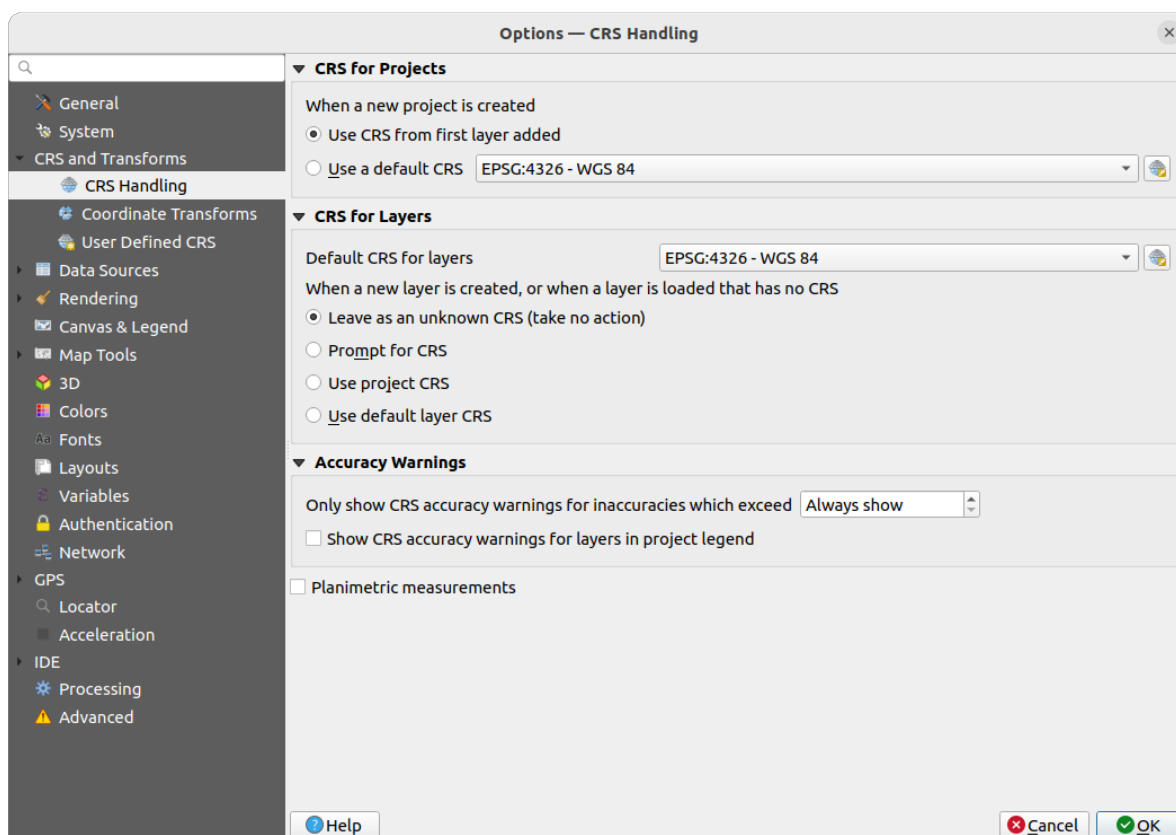 Options — CRS Handling
General
System
CRS and Transforms
CRS Handling
Coordinate Transforms
User Defined CRS
Data Sources
Rendering
Canvas & Legend
Map Tools
3D
Colors
Aa Fonts
Layouts
ε Variables
Authentication
Network
GPS
Locator
Acceleration
IDE
Processing
Advanced
CRS for Projects
When a new project is created
Use CRS from first layer added
Use a default CRS EPSG:4326 - WGS 84
CRS for Layers
Default CRS for layers EPSG:4326 - WGS 84
When a new layer is created, or when a layer is loaded that has no CRS
Leave as an unknown CRS (take no action)
Prompt for CRS
Use project CRS
Use default layer CRS
Accuracy Warnings
Only show CRS accuracy warnings for inaccuracies which exceed Always show
Show CRS accuracy warnings for layers in project legend
Planimetric measurements
Help Cancel OK